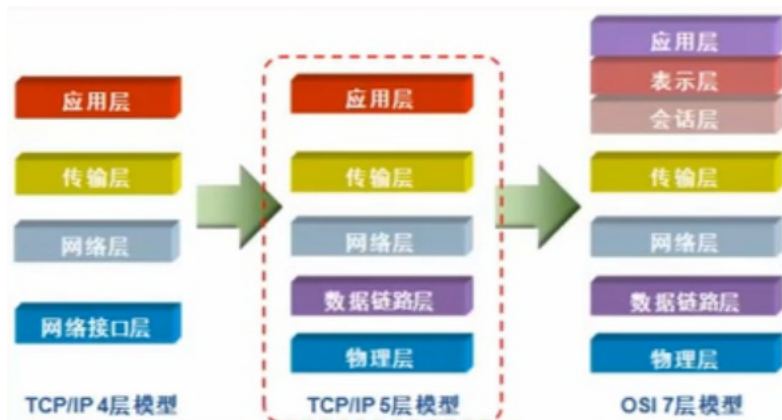 应用层
传输层
网络层
网络接口层
TCP/IP 4层模型
应用层
传输层
网络层
数据链路层
物理层
TCP/IP 5层模型
应用层
表示层
会话层
传输层
网络层
数据链路层
物理层
OSI 7层模型